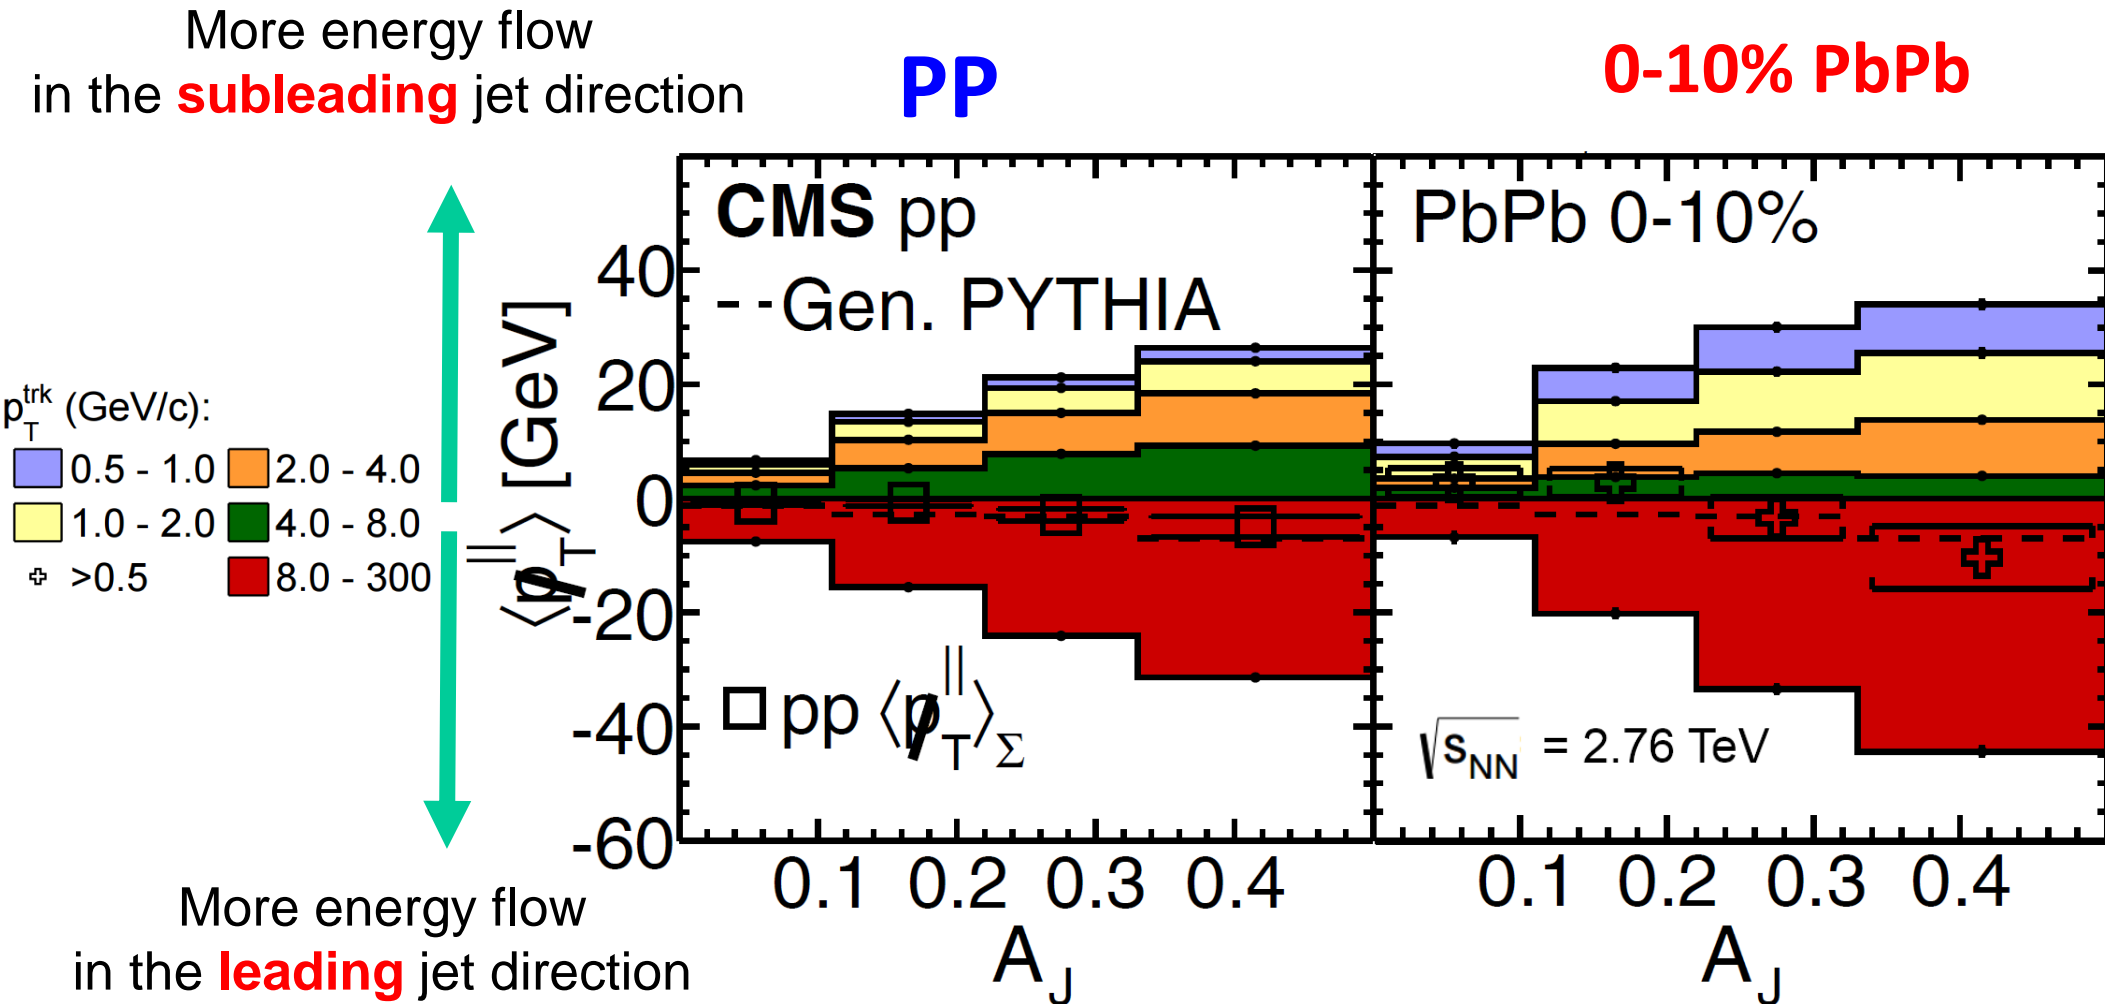 More energy flow
in the subleading jet direction
PP
0-10% PbPb
CMS pp
-- Gen. PYTHIA
PbPb 0-10%
40
20
0
-20
-40
-60
⟨p̸_T^||⟩ [GeV]
p_T^trk (GeV/c):
0.5 - 1.0
2.0 - 4.0
1.0 - 2.0
4.0 - 8.0
>0.5
8.0 - 300
pp ⟨p̸_T^||⟩_Σ
√s_NN = 2.76 TeV
0.1 0.2 0.3 0.4
0.1 0.2 0.3 0.4
A_J
A_J
More energy flow
in the leading jet direction